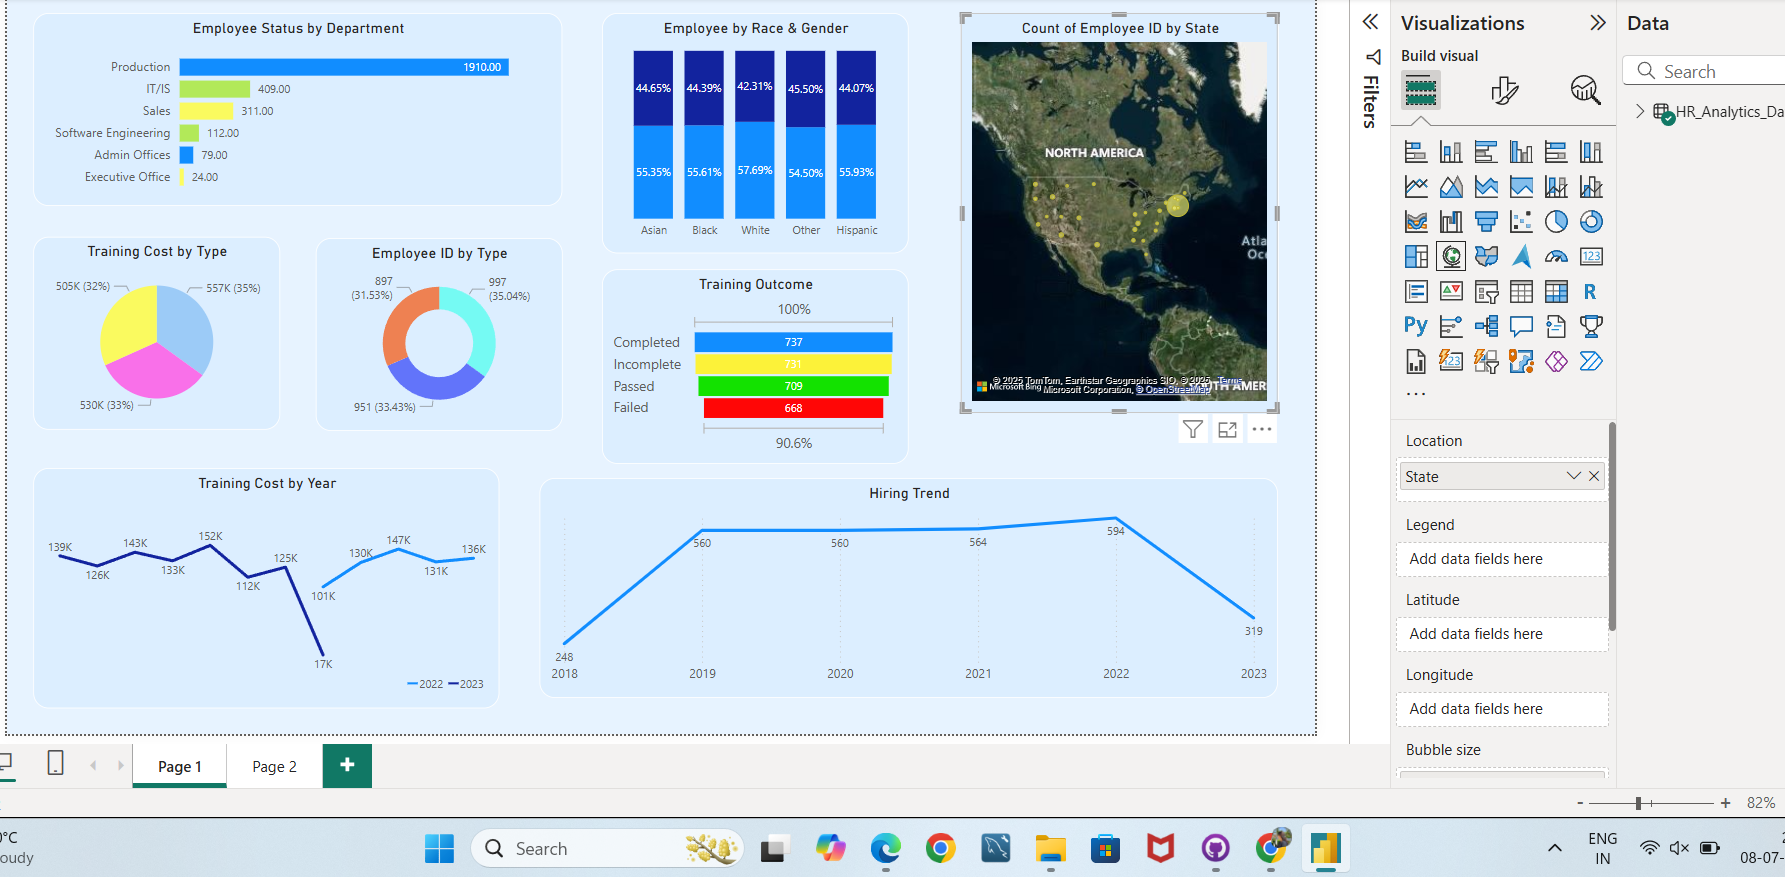 Employee Status by Department
Production 1910.00
IT/IS 409.00
Sales 311.00
Software Engineering 112.00
Admin Offices 79.00
Executive Office 24.00
Employee by Race & Gender
44.65% 44.39% 42.31% 45.50% 44.07%
55.35% 55.61% 57.69% 54.50% 55.93%
Asian Black White Other Hispanic
Count of Employee ID by State
NORTH AMERICA
Atla
Oc
TH AMER
© 2025 TomTom, Earthstar Geographics SIO, © 2025 Terms
Microsoft Bing Microsoft Corporation, © OpenStreetMap
Training Cost by Type
505K (32%)
557K (35%)
530K (33%)
Employee ID by Type
897
(31.53%)
997
(35.04%)
951 (33.43%)
Training Outcome
100%
Completed 737
Incomplete 731
Passed 709
Failed 668
90.6%
Training Cost by Year
139K
126K
143K
133K
152K
112K
125K
17K
101K
130K
147K
131K
136K
2022 2023
Hiring Trend
248
560
560
564
594
319
2018 2019 2020 2021 2022 2023
Filters
Visualizations
Build visual
123
R
Py
123
...
Location
State
Legend
Add data fields here
Latitude
Add data fields here
Longitude
Add data fields here
Bubble size
Data
Search
HR_Analytics_Da
Page 1
Page 2
+
- + 82%
°C
oudy
Search
ENG
IN
08-07-